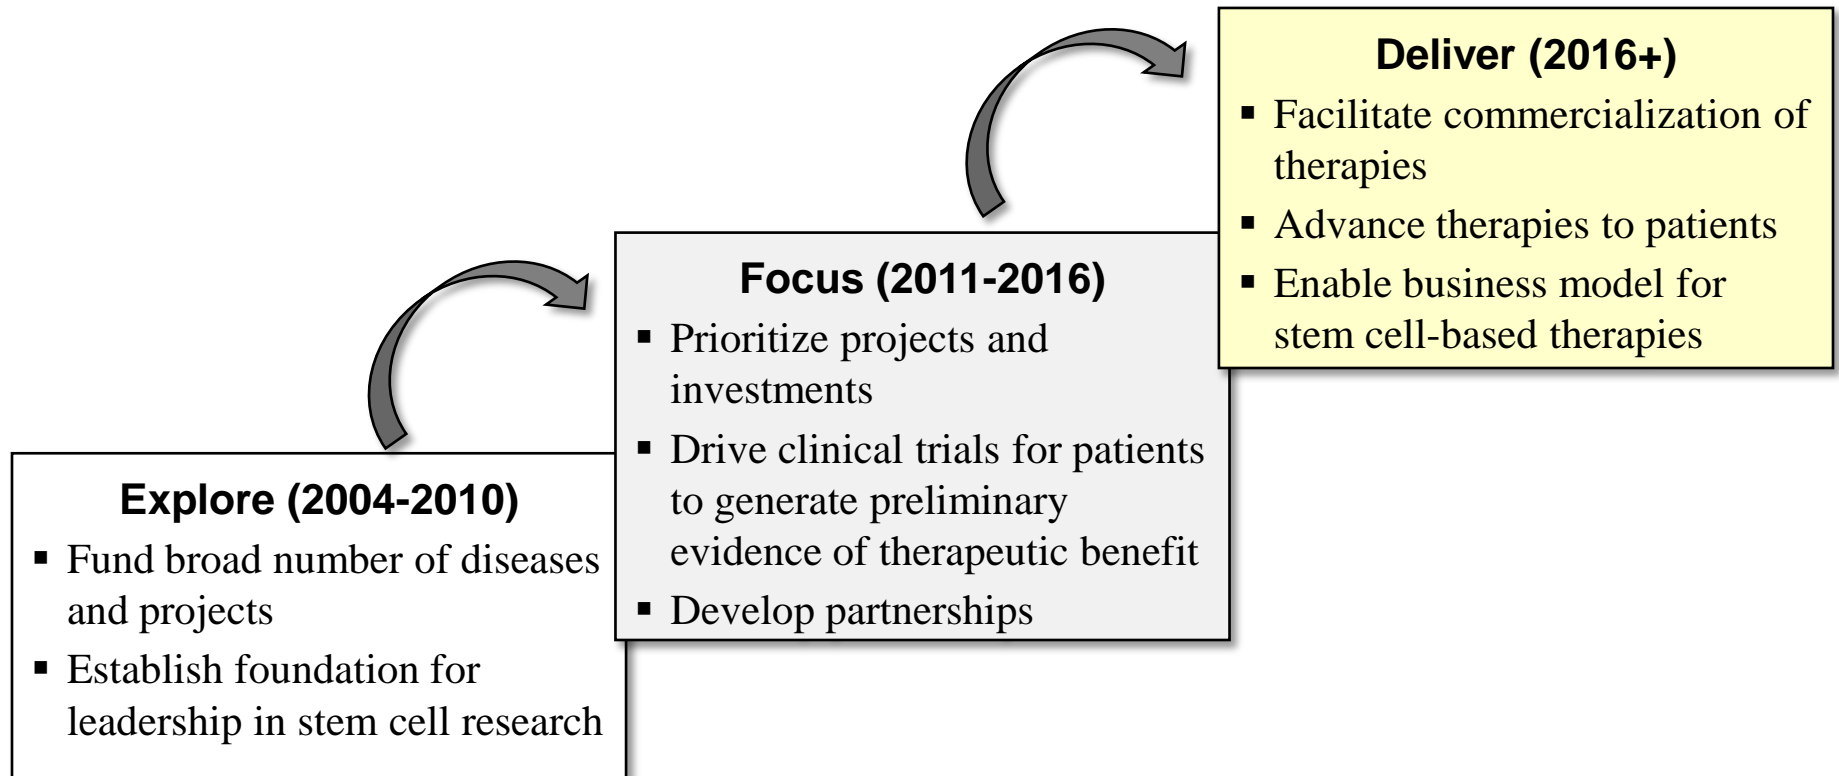 Deliver (2016+)
▪ Facilitate commercialization of
therapies
▪ Advance therapies to patients
▪ Enable business model for
stem cell-based therapies
Focus (2011-2016)
▪ Prioritize projects and
investments
▪ Drive clinical trials for patients
to generate preliminary
evidence of therapeutic benefit
▪ Develop partnerships
Explore (2004-2010)
▪ Fund broad number of diseases
and projects
▪ Establish foundation for
leadership in stem cell research